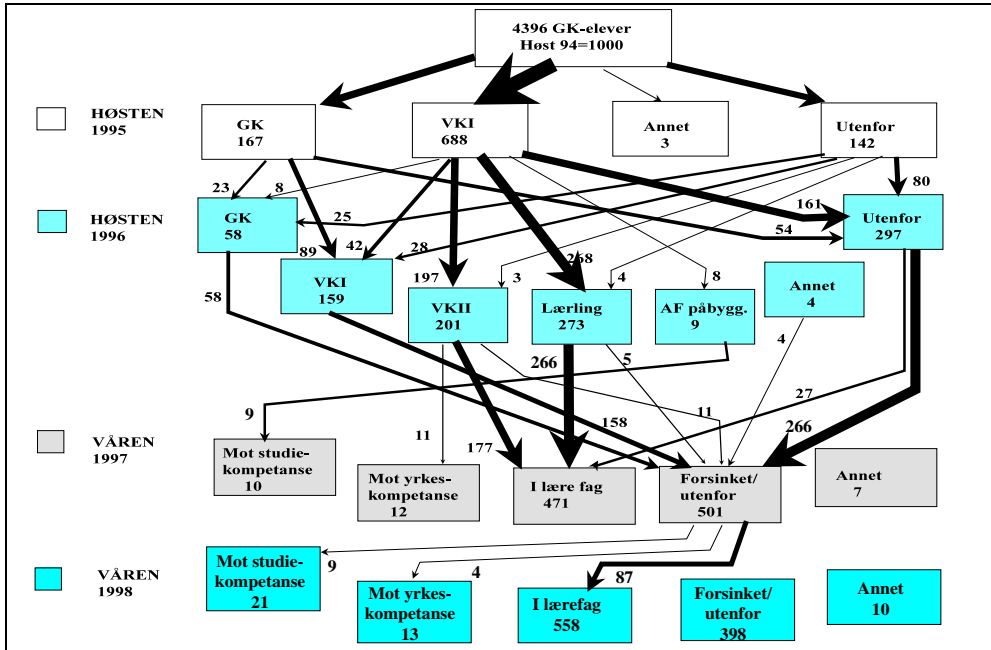 4396 GK-elever
Høst 94=1000
HØSTEN
1995
GK
167
VKI
688
Annet
3
Utenfor
142
23
8
80
HØSTEN
1996
GK
58
25
161
Utenfor
297
54
89
42
28
268
VKI
159
197
3
4
8
Annet
4
58
VKII
201
Lærling
273
AF påbygg.
9
4
266
5
27
9
11
158
11
266
177
VÅREN
1997
Mot studie-
kompetanse
10
Mot yrkes-
kompetanse
12
I lære fag
471
Forsinket/
utenfor
501
Annet
7
VÅREN
1998
Mot studie-
kompetanse
21
9
4
87
Mot yrkes-
kompetanse
13
I lærefag
558
Forsinket/
utenfor
398
Annet
10